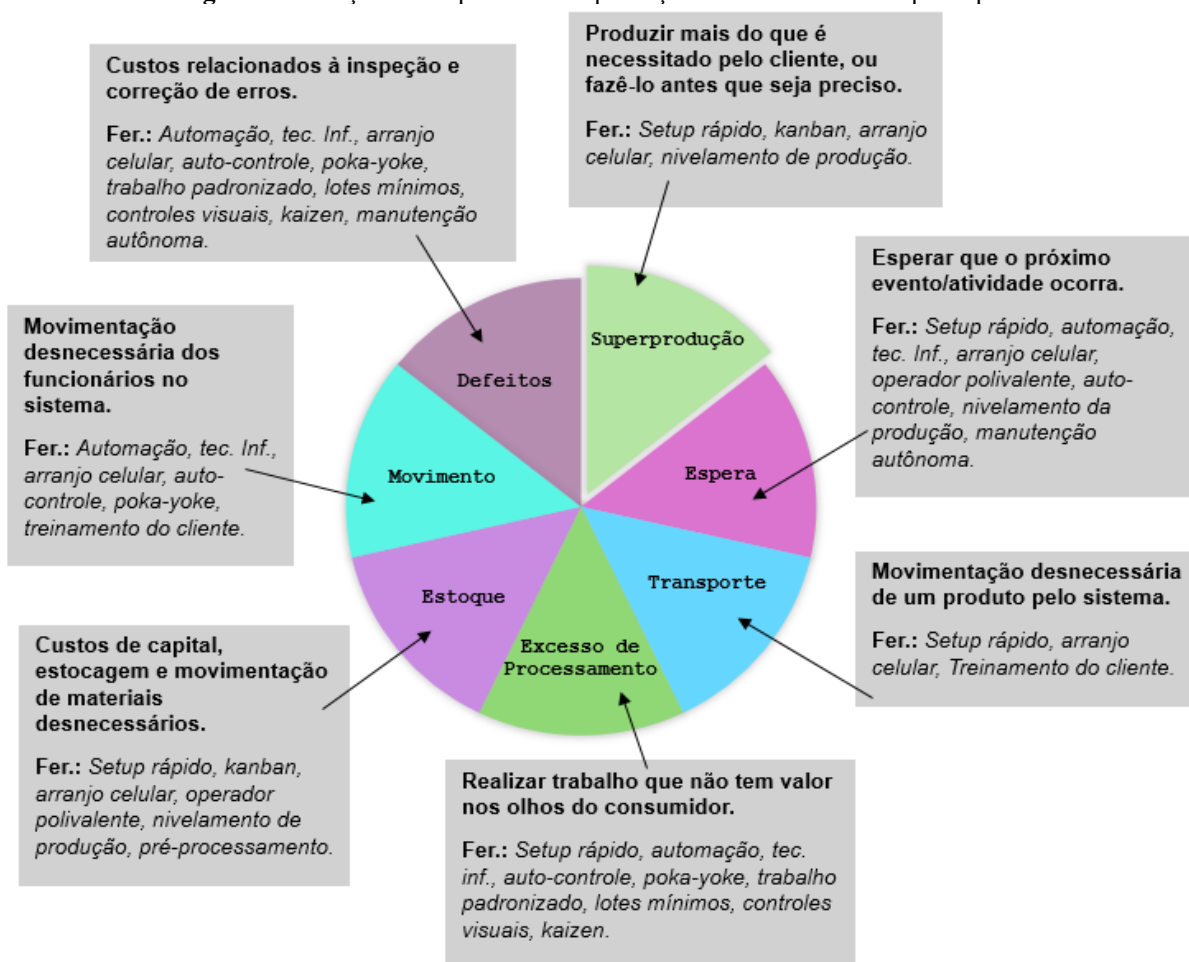 Produzir mais do que é
necessitado pelo cliente, ou
fazê-lo antes que seja preciso.
Fer.: Setup rápido, kanban, arranjo
celular, nivelamento de produção.
Custos relacionados à inspeção e
correção de erros.
Fer.: Automação, tec. Inf., arranjo
celular, auto-controle, poka-yoke,
trabalho padronizado, lotes mínimos,
controles visuais, kaizen, manutenção
autônoma.
Esperar que o próximo
evento/atividade ocorra.
Fer.: Setup rápido, automação,
tec. Inf., arranjo celular,
operador polivalente, auto-
controle, nivelamento da
produção, manutenção
autônoma.
Movimentação
desnecessária dos
funcionários no
sistema.
Fer.: Automação, tec. Inf.,
arranjo celular, auto-
controle, poka-yoke,
treinamento do cliente.
Superprodução
Defeitos
Espera
Movimento
Transporte
Estoque
Excesso de
Processamento
Movimentação desnecessária
de um produto pelo sistema.
Fer.: Setup rápido, arranjo
celular, Treinamento do cliente.
Custos de capital,
estocagem e movimentação
de materiais
desnecessários.
Fer.: Setup rápido, kanban,
arranjo celular, operador
polivalente, nivelamento de
produção, pré-processamento.
Realizar trabalho que não tem valor
nos olhos do consumidor.
Fer.: Setup rápido, automação, tec.
inf., auto-controle, poka-yoke, trabalho
padronizado, lotes mínimos, controles
visuais, kaizen.